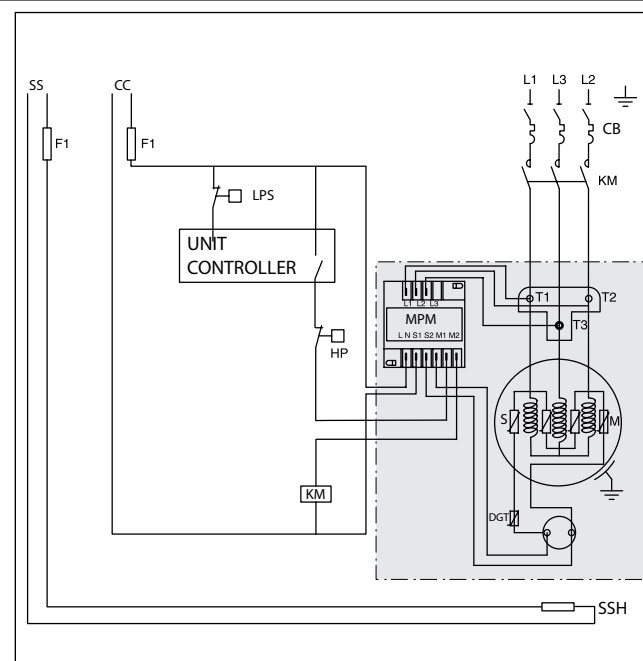 SS
CC
L1 L3 L2
F1
F1
CB
KM
LPS
UNIT
CONTROLLER
L1 L2 L3
MPM
L N S1 S2 M1 M2
T1
T2
T3
HP
S
M
KM
DGT
SSH